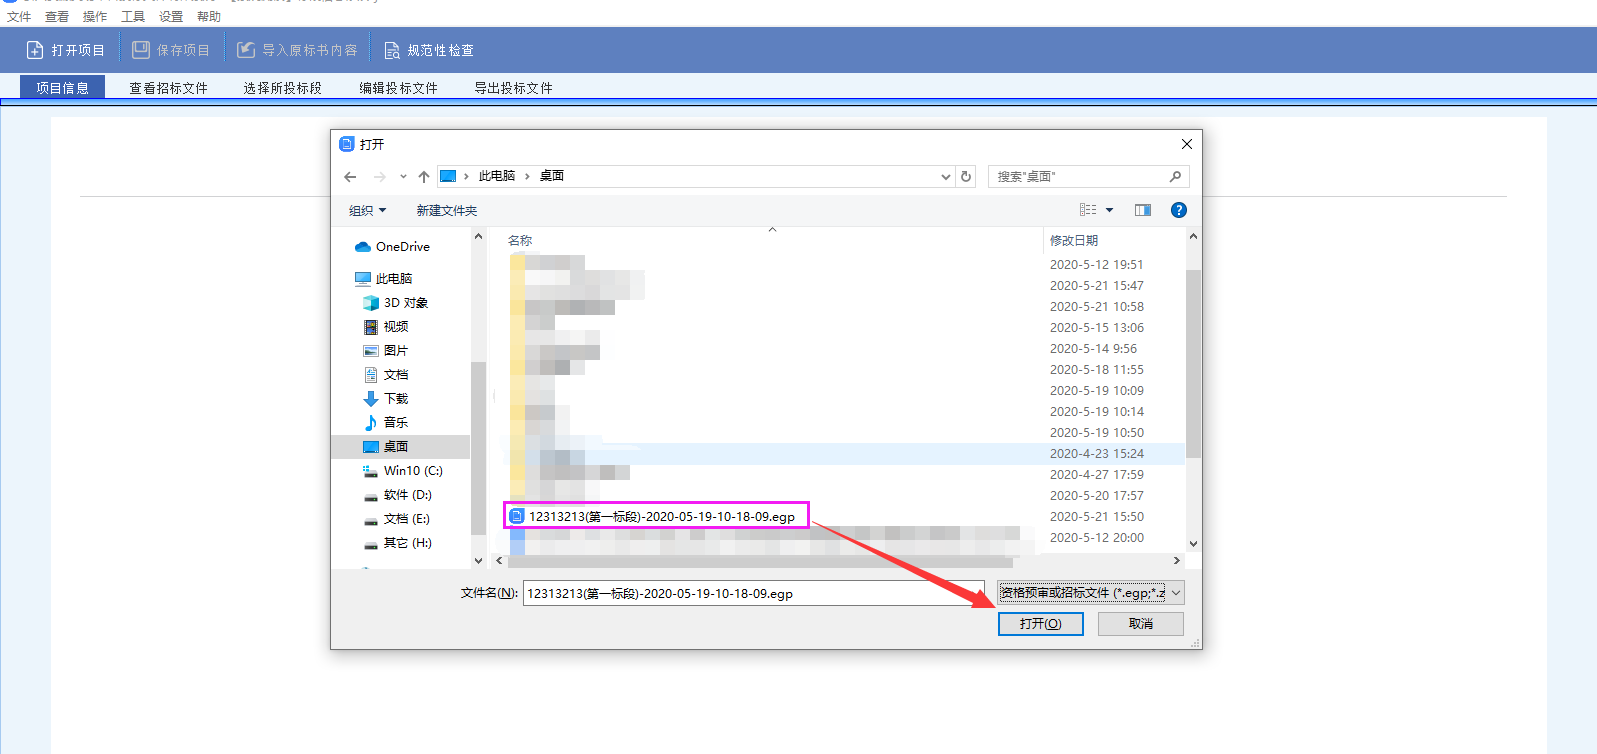 文件 查看 操作 工具 设置 帮助
打开项目 保存项目 导入原标书内容 规范性检查
项目信息 查看招标文件 选择所投标段 编辑投标文件 导出投标文件
打开
此电脑 › 桌面 搜索"桌面"
组织 新建文件夹
名称 修改日期
OneDrive
此电脑
3D 对象
视频
图片
文档
下载
音乐
桌面
Win10 (C:)
软件 (D:)
文档 (E:)
其它 (H:)
2020-5-12 19:51
2020-5-21 15:47
2020-5-21 10:58
2020-5-15 13:06
2020-5-14 9:56
2020-5-18 11:55
2020-5-19 10:09
2020-5-19 10:14
2020-5-19 10:50
2020-4-23 15:24
2020-4-27 17:59
2020-5-20 17:57
12313213(第一标段)-2020-05-19-10-18-09.egp 2020-5-21 15:50
2020-5-12 20:00
文件名(N): 12313213(第一标段)-2020-05-19-10-18-09.egp 资格预审或招标文件 (*.egp;*.z
打开(O) 取消